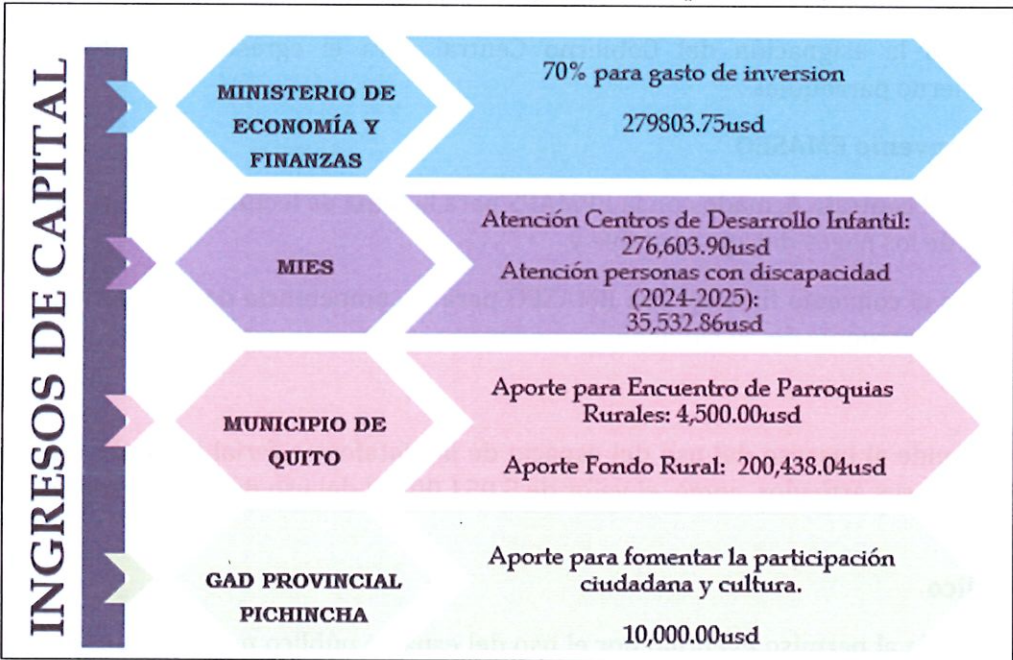 INGRESOS DE CAPITAL
MINISTERIO DE
ECONOMÍA Y
FINANZAS
70% para gasto de inversion
279803.75usd
MIES
Atención Centros de Desarrollo Infantil:
276,603.90usd
Atención personas con discapacidad
(2024-2025):
35,532.86usd
MUNICIPIO DE
QUITO
Aporte para Encuentro de Parroquias
Rurales: 4,500.00usd
Aporte Fondo Rural: 200,438.04usd
GAD PROVINCIAL
PICHINCHA
Aporte para fomentar la participación
ciudadana y cultura.
10,000.00usd